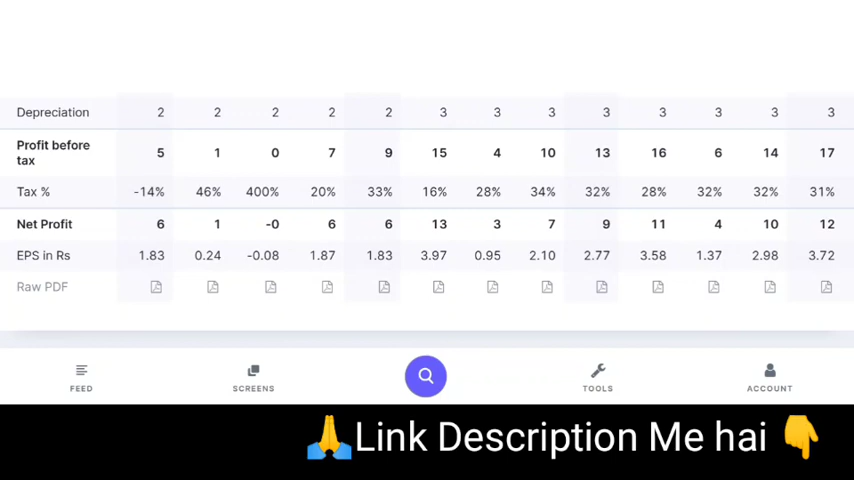 Depreciation 2 2 2 2 2 3 3 3 3 3 3 3 3
Profit before
tax 5 1 0 7 9 15 4 10 13 16 6 14 17
Tax % -14% 46% 400% 20% 33% 16% 28% 34% 32% 28% 32% 32% 31%
Net Profit 6 1 -0 6 6 13 3 7 9 11 4 10 12
EPS in Rs 1.83 0.24 -0.08 1.87 1.83 3.97 0.95 2.10 2.77 3.58 1.37 2.98 3.72
Raw PDF
FEED SCREENS TOOLS ACCOUNT
🙏Link Description Me hai 👇